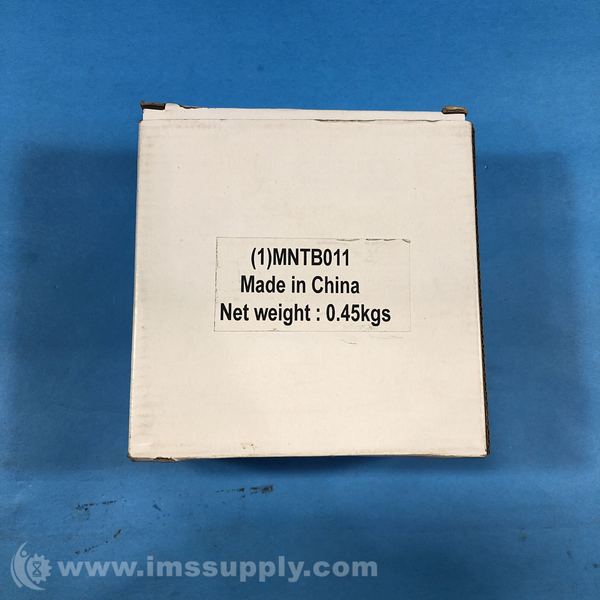 (1)MNTB011
Made in China
Net weight : 0.45kgs
www.imssupply.com